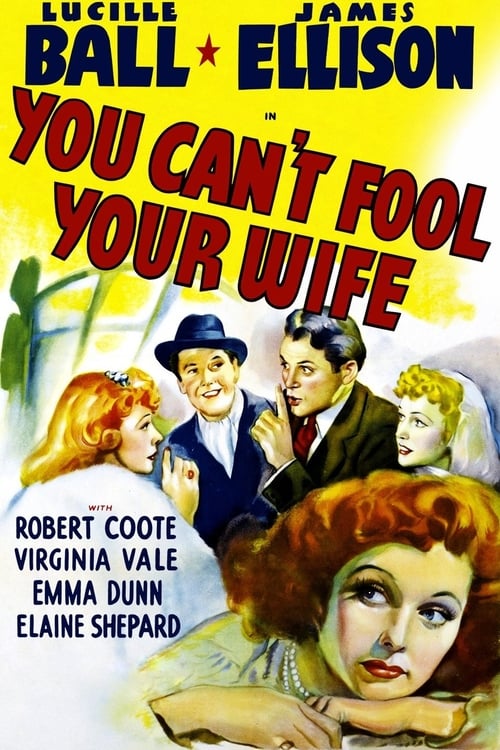 LUCILLE JAMES
BALL ★ ELLISON
IN
YOU CAN'T FOOL
YOUR WIFE
WITH
ROBERT COOTE
VIRGINIA VALE
EMMA DUNN
ELAINE SHEPARD